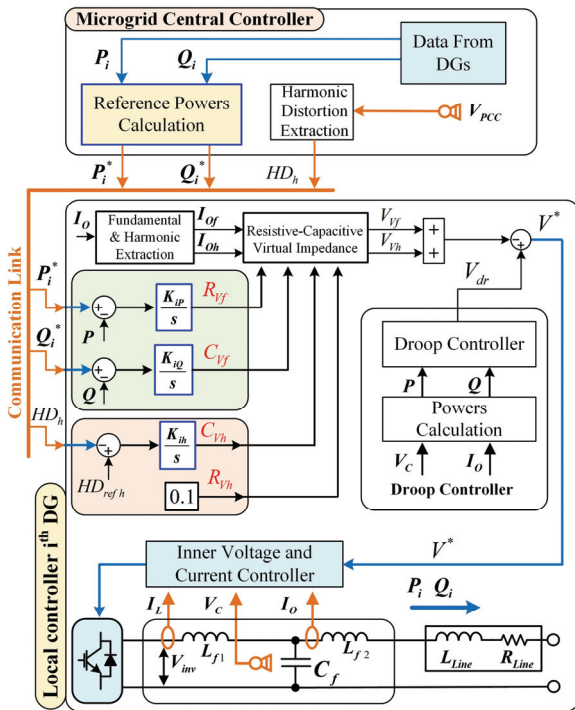 Microgrid Central Controller
P_i
Q_i
Data From
DGs
Reference Powers
Calculation
Harmonic
Distortion
Extraction
V_PCC
P_i^*
Q_i^*
HD_h
Communication Link
I_O
Fundamental
& Harmonic
Extraction
I_Of
I_Oh
Resistive-Capacitive
Virtual Impedance
V_Vf
V_Vh
+
+
−
+
V^*
V_dr
P_i^*
+
−
P
K_iP
s
R_Vf
Q_i^*
+
−
Q
K_iQ
s
C_Vf
HD_h
−
+
HD_ref h
K_ih
s
C_Vh
0.1
R_Vh
Droop Controller
P
Q
Powers
Calculation
V_C
I_O
Droop Controller
Local controller i^th DG
Inner Voltage and
Current Controller
V^*
I_L
V_C
I_O
P_i Q_i
V_inv
L_f1
C_f
L_f2
L_Line
R_Line